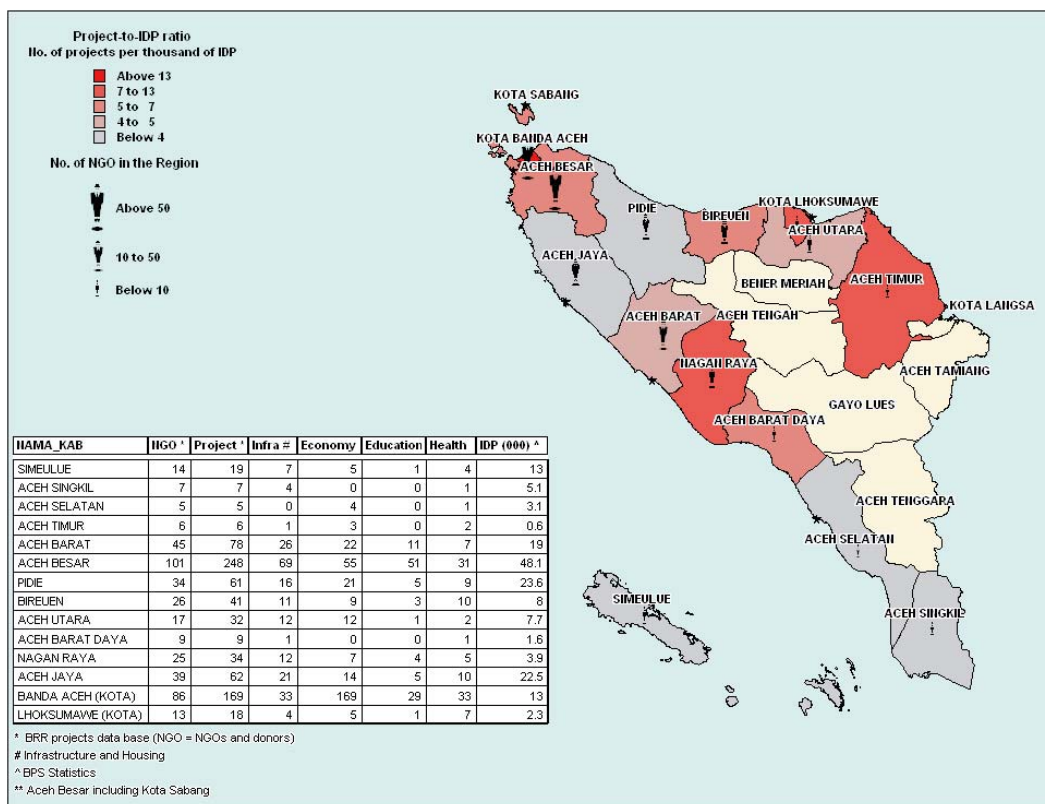 Project-to-IDP ratio
No. of projects per thousand of IDP
Above 13
7 to 13
5 to 7
4 to 5
Below 4
No. of NGO in the Region
Above 50
10 to 50
Below 10
KOTA SABANG
KOTA BANDA ACEH
ACEH BESAR
PIDIE
BIREUEN
KOTA LHOKSUMAWE
ACEH UTARA
ACEH JAYA
BENER MERIAH
ACEH TIMUR
KOTA LANGSA
ACEH BARAT
ACEH TENGAH
NAGAN RAYA
ACEH TAMIANG
GAYO LUES
ACEH BARAT DAYA
ACEH TENGGARA
ACEH SELATAN
SIMEULUE
ACEH SINGKIL
NAMA_KAB NGO * Project * Infra # Economy Education Health IDP (000) ^
SIMEULUE 14 19 7 5 1 4 13
ACEH SINGKIL 7 7 4 0 0 1 5.1
ACEH SELATAN 5 5 0 4 0 1 3.1
ACEH TIMUR 6 6 1 3 0 2 0.6
ACEH BARAT 45 78 26 22 11 7 19
ACEH BESAR 101 248 69 55 51 31 48.1
PIDIE 34 61 16 21 5 9 23.6
BIREUEN 26 41 11 9 3 10 8
ACEH UTARA 17 32 12 12 1 2 7.7
ACEH BARAT DAYA 9 9 1 0 0 1 1.6
NAGAN RAYA 25 34 12 7 4 5 3.9
ACEH JAYA 39 62 21 14 5 10 22.5
BANDA ACEH (KOTA) 86 169 33 169 29 33 13
LHOKSUMAWE (KOTA) 13 18 4 5 1 7 2.3
* BRR projects data base (NGO = NGOs and donors)
# Infrastructure and Housing
^ BPS Statistics
** Aceh Besar including Kota Sabang